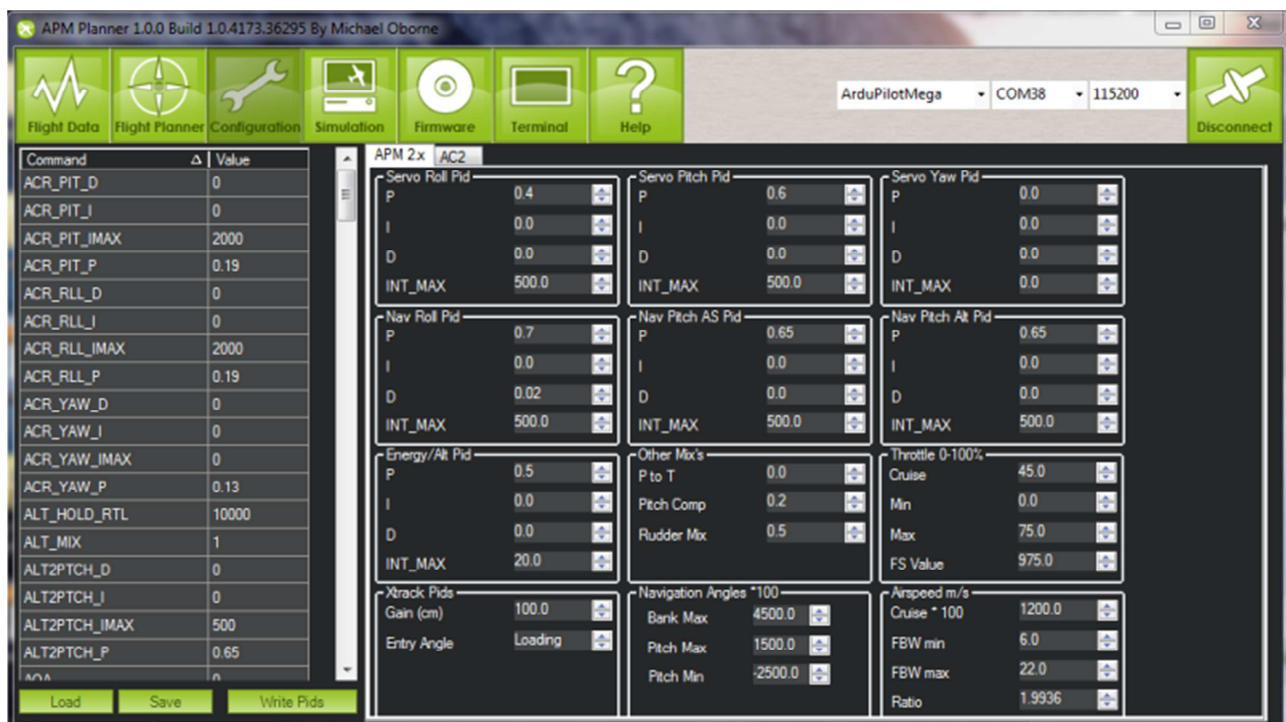 APM Planner 1.0.0 Build 1.0.4173.36295 By Michael Oborne
Flight Data Flight Planner Configuration Simulation Firmware Terminal Help ArduPilotMega COM38 115200 Disconnect
Command Value
ACR_PIT_D 0
ACR_PIT_I 0
ACR_PIT_IMAX 2000
ACR_PIT_P 0.19
ACR_RLL_D 0
ACR_RLL_I 0
ACR_RLL_IMAX 2000
ACR_RLL_P 0.19
ACR_YAW_D 0
ACR_YAW_I 0
ACR_YAW_IMAX 0
ACR_YAW_P 0.13
ALT_HOLD_RTL 10000
ALT_MIX 1
ALT2PTCH_D 0
ALT2PTCH_I 0
ALT2PTCH_IMAX 500
ALT2PTCH_P 0.65
AOA 0
Load Save Write Pids
APM 2.x AC2
Servo Roll Pid
P 0.4
I 0.0
D 0.0
INT_MAX 500.0
Servo Pitch Pid
P 0.6
I 0.0
D 0.0
INT_MAX 500.0
Servo Yaw Pid
P 0.0
I 0.0
D 0.0
INT_MAX 0.0
Nav Roll Pid
P 0.7
I 0.0
D 0.02
INT_MAX 500.0
Nav Pitch AS Pid
P 0.65
I 0.0
D 0.0
INT_MAX 500.0
Nav Pitch Alt Pid
P 0.65
I 0.0
D 0.0
INT_MAX 500.0
Energy/Alt Pid
P 0.5
I 0.0
D 0.0
INT_MAX 20.0
Other Mix's
P to T 0.0
Pitch Comp 0.2
Rudder Mix 0.5
Throttle 0-100%
Cruise 45.0
Min 0.0
Max 75.0
FS Value 975.0
Xtrack Pids
Gain (cm) 100.0
Entry Angle Loading
Navigation Angles *100
Bank Max 4500.0
Pitch Max 1500.0
Pitch Min -2500.0
Airspeed m/s
Cruise * 100 1200.0
FBW min 6.0
FBW max 22.0
Ratio 1.9936